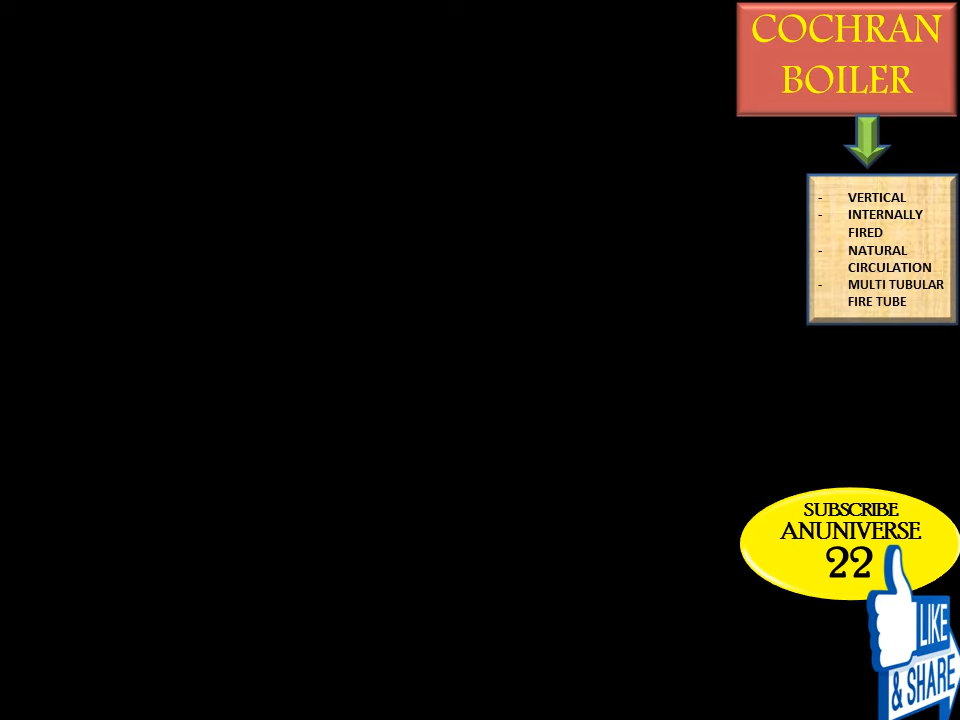 COCHRAN
BOILER
- VERTICAL
- INTERNALLY
FIRED
- NATURAL
CIRCULATION
- MULTI TUBULAR
FIRE TUBE
SUBSCRIBE
ANUNIVERSE
22
LIKE
& SHARE